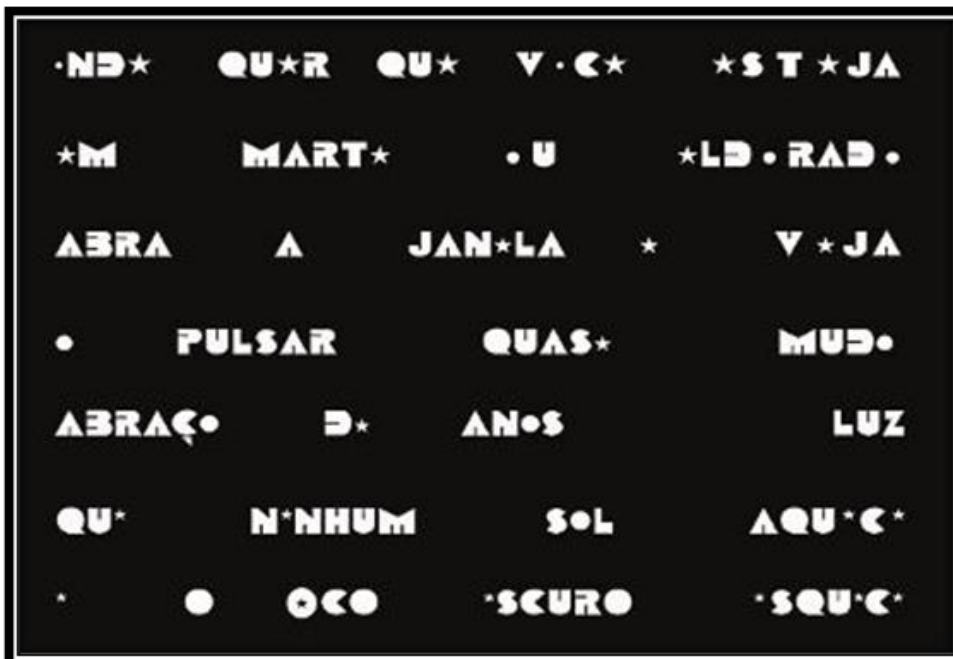 •ND★ QU★R QU★ V•C★ ★ST★JA
★M MART★ •U ★LD•RAD•
ABRA A JAN★LA ★ V★JA
• PULSAR QUAS★ MUD•
ABRAÇ• D★ AN•S LUZ
QU★ N★NHUM S•L AQU★C★
★ O OCO ★SCURO ★SQU★C★